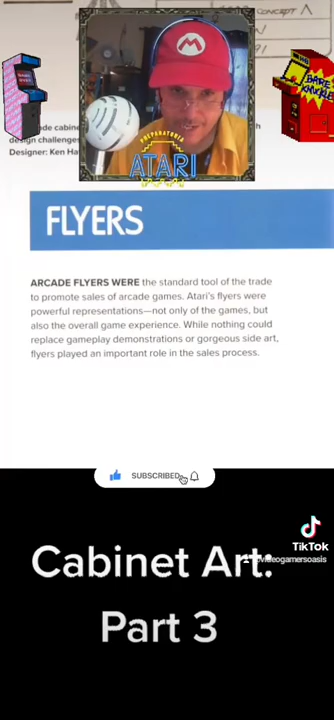 CONCEPT A
ade cabine
h
design challenges
Designer: Ken Ha
M
ATARI
BARE
KNUCKLE
FLYERS
ARCADE FLYERS WERE the standard tool of the trade
to promote sales of arcade games. Atari's flyers were
powerful representations—not only of the games, but
also the overall game experience. While nothing could
replace gameplay demonstrations or gorgeous side art,
flyers played an important role in the sales process.
SUBSCRIBED
Cabinet Art:
Part 3
TikTok